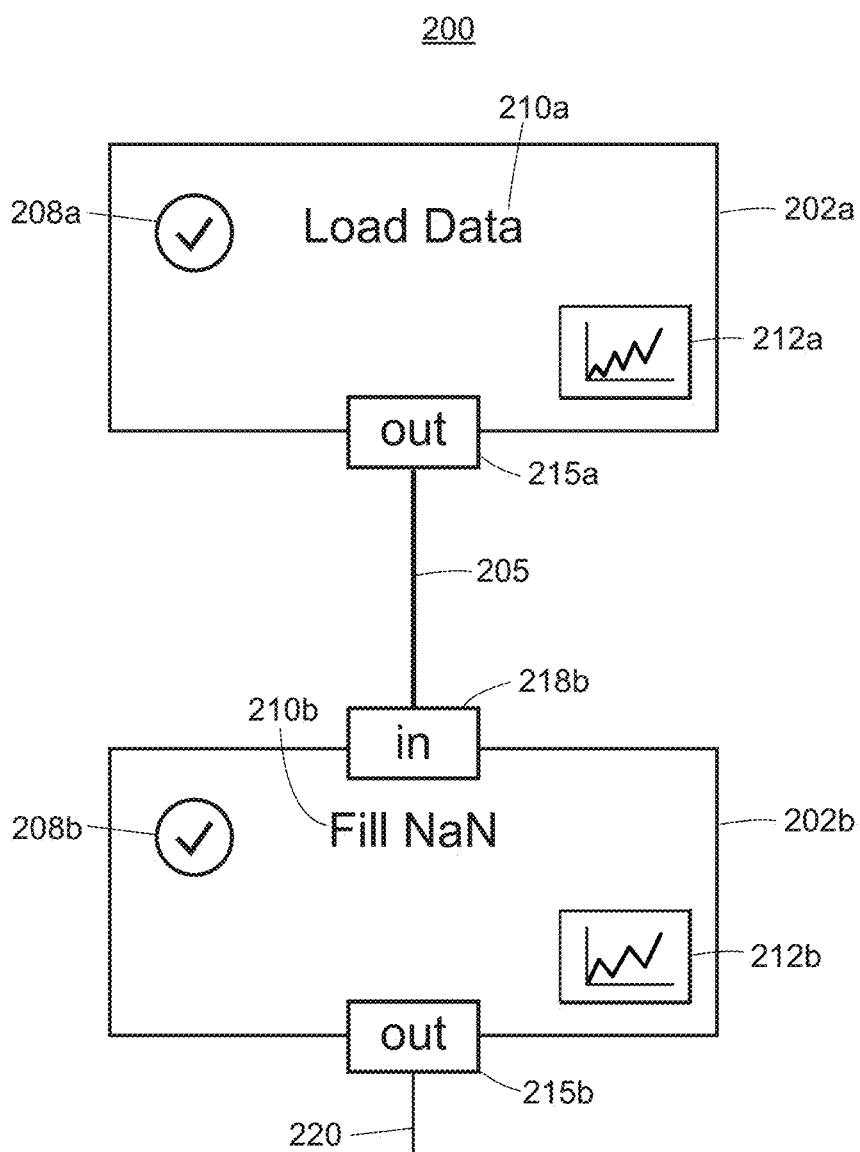 200
210a
208a
Load Data
202a
212a
out
215a
205
218b
210b
in
208b
Fill NaN
202b
212b
out
215b
220